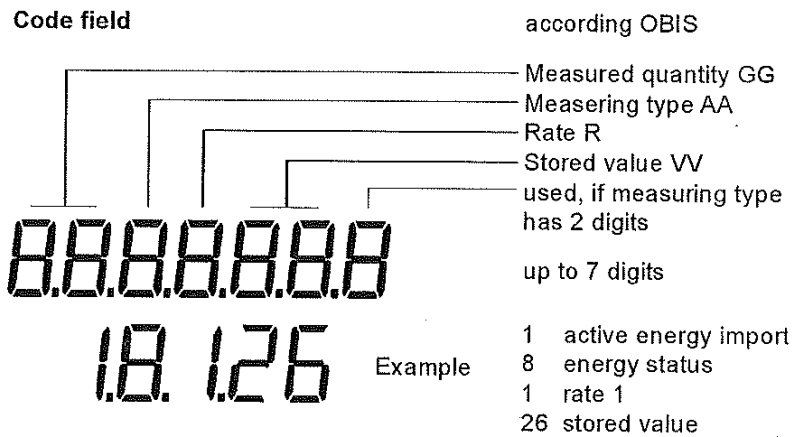 Code field
according OBIS
Measured quantity GG
Measering type AA
Rate R
Stored value VV
used, if measuring type
has 2 digits
8.8.8.8.8.8.8
up to 7 digits
1.8.1.26
Example
1 active energy import
8 energy status
1 rate 1
26 stored value